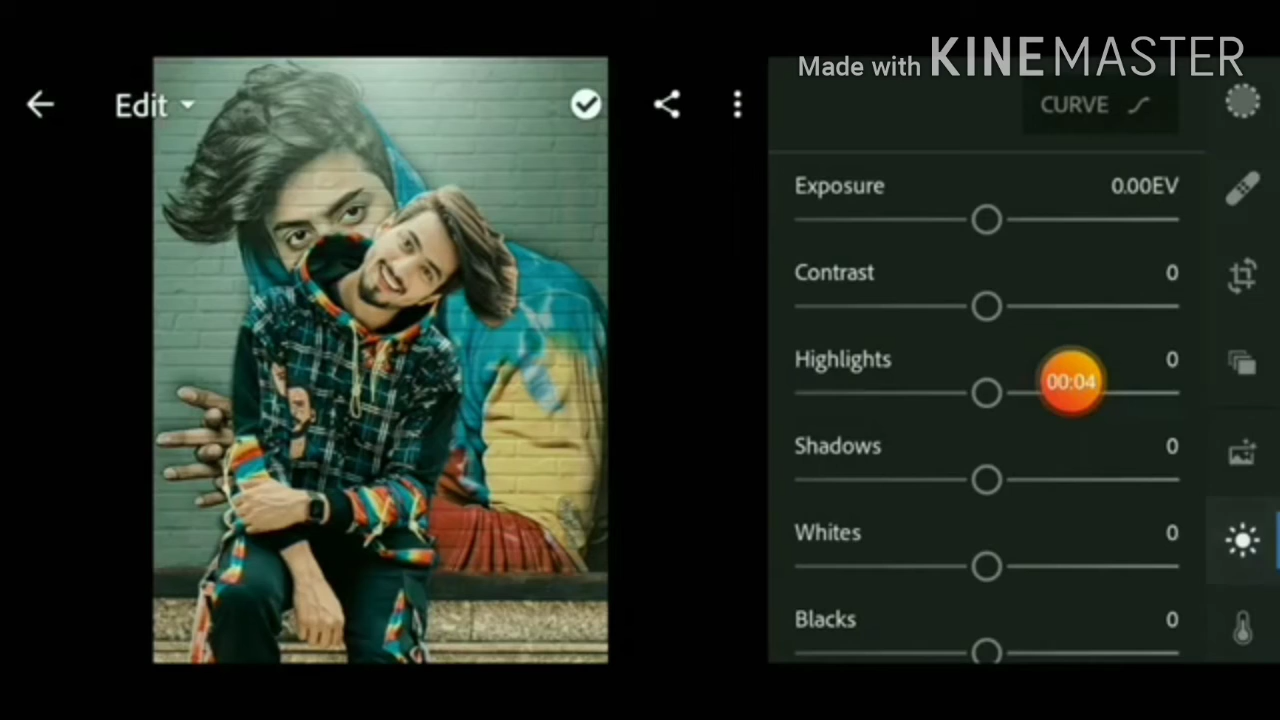 Made with KINEMASTER
Edit
CURVE
Exposure 0.00EV
Contrast 0
Highlights 0
00:04
Shadows 0
Whites 0
Blacks 0